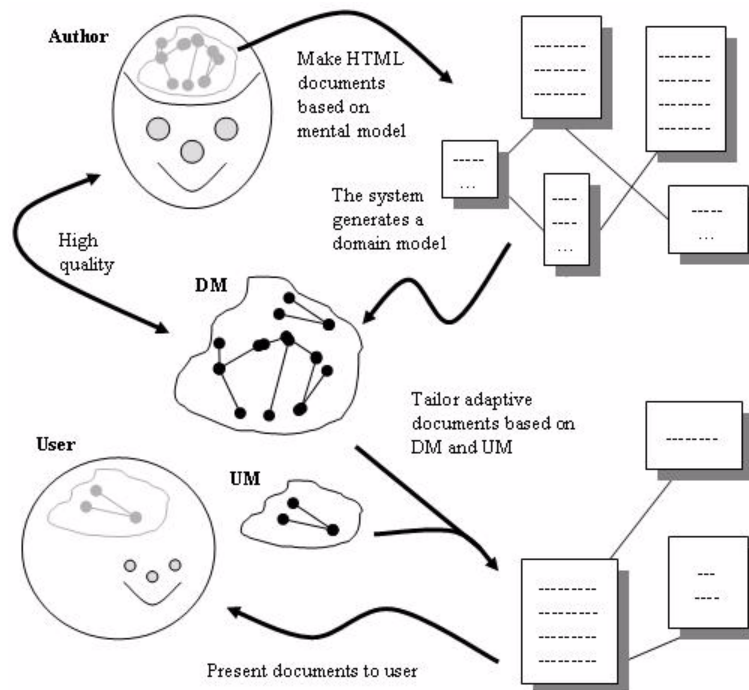 Author
Make HTML
documents
based on
mental model
-------
-------
-------
--------
--------
--------
--------
-----
...
The system
generates a
domain model
----
----
...
-----
...
High
quality
DM
Tailor adaptive
documents based on
DM and UM
--------
User
UM
---
----
--------
--------
--------
--------
Present documents to user